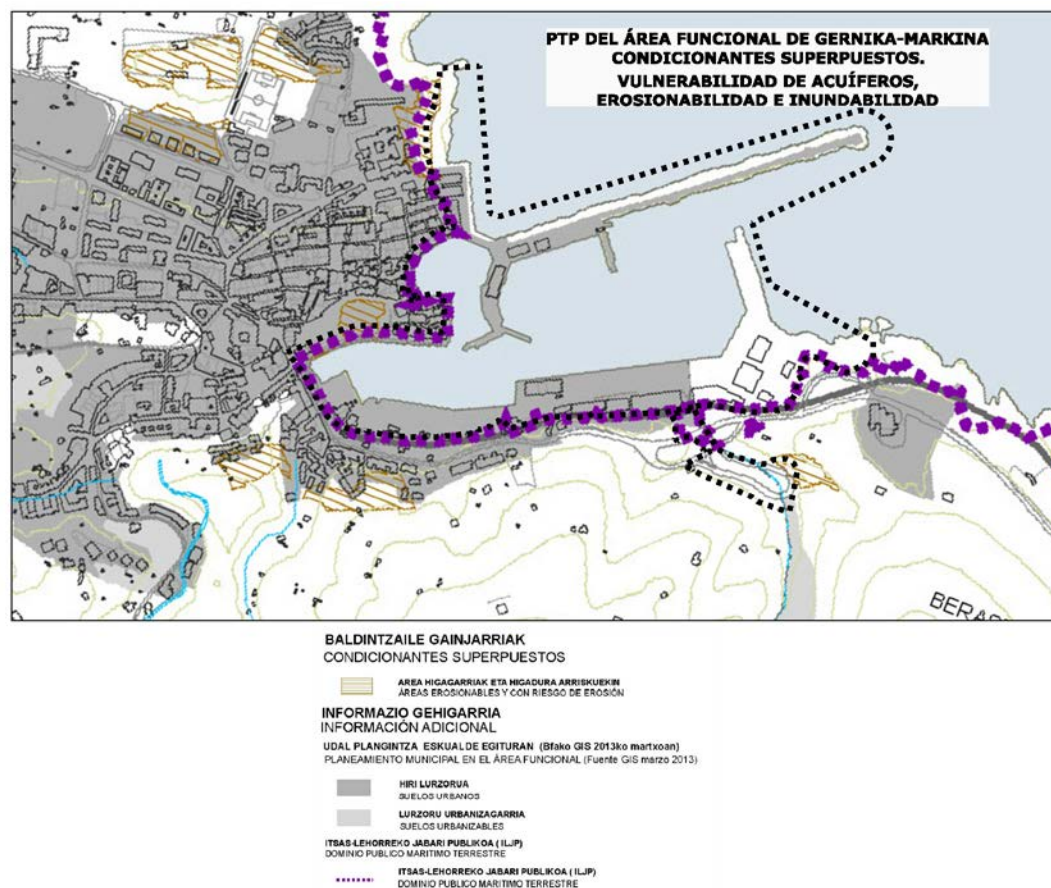 PTP DEL ÁREA FUNCIONAL DE GERNIKA-MARKINA
CONDICIONANTES SUPERPUESTOS.
VULNERABILIDAD DE ACUÍFEROS,
EROSIONABILIDAD E INUNDABILIDAD
BALDINTZAILE GAINJARRIAK
CONDICIONANTES SUPERPUESTOS
AREA HIGAGARRIAK ETA HIGADURA ARRISKUEKIN
ÁREAS EROSIONABLES Y CON RIESGO DE EROSIÓN
INFORMAZIO GEHIGARRIA
INFORMACIÓN ADICIONAL
UDAL PLANGINTZA ESKUALDE EGITURAN (Bfako GIS 2013ko martxoan)
PLANEAMIENTO MUNICIPAL EN EL ÁREA FUNCIONAL (Fuente GIS marzo 2013)
HIRI LURZORUA
SUELOS URBANOS
LURZORU URBANIZAGARRIA
SUELOS URBANIZABLES
ITSAS-LEHORREKO JABARI PUBLIKOA ( ILJP)
DOMINIO PUBLICO MARITIMO TERRESTRE
ITSAS-LEHORREKO JABARI PUBLIKOA ( ILJP)
DOMINIO PUBLICO MARITIMO TERRESTRE